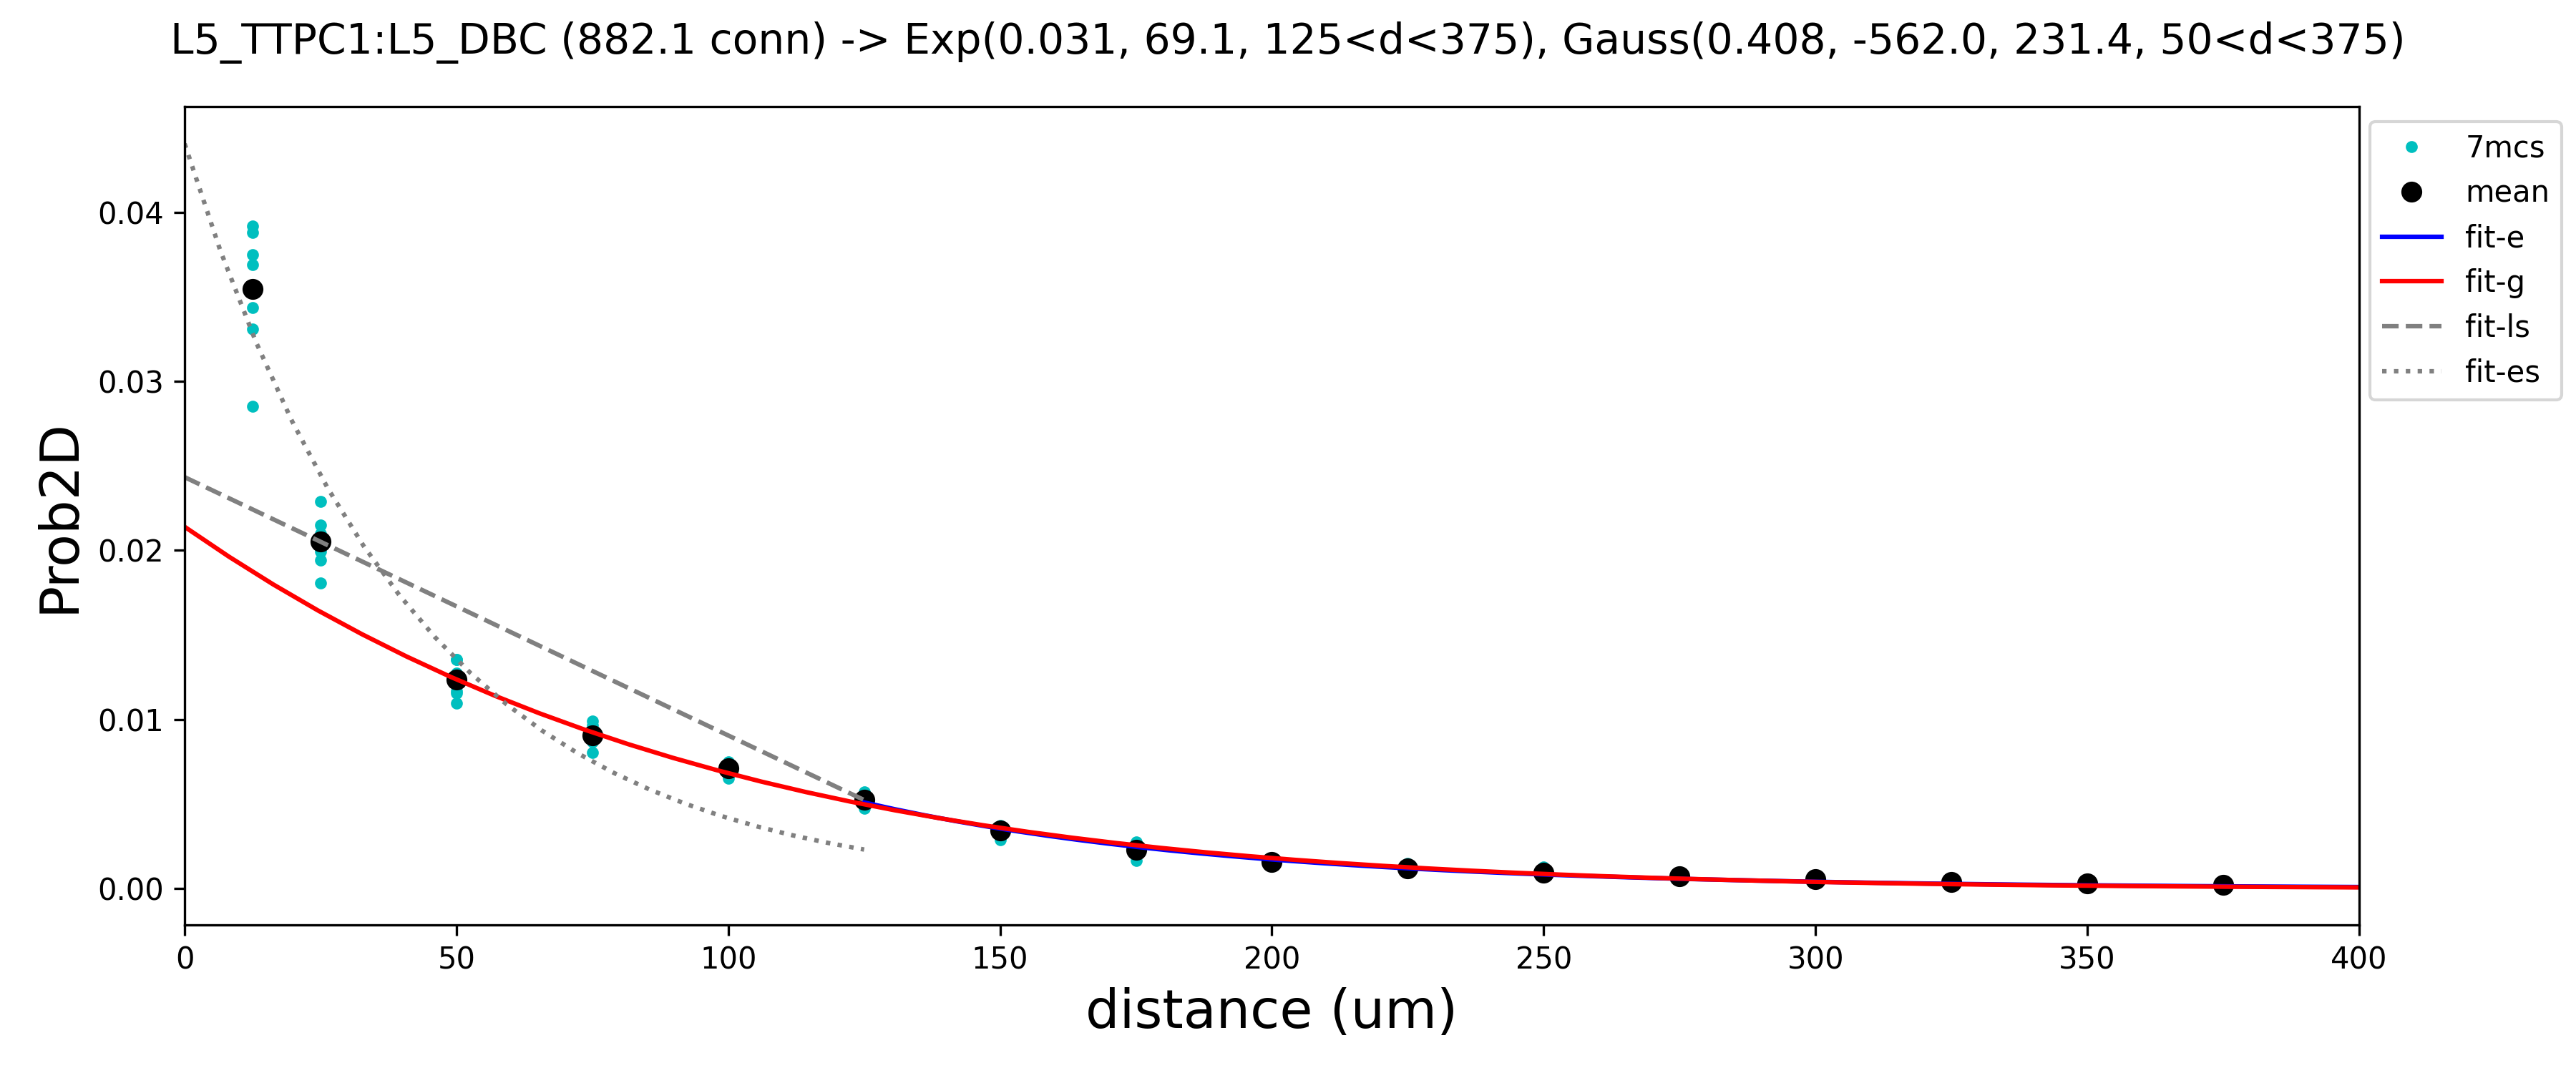 L5_TTPC1:L5_DBC (882.1 conn) -> Exp(0.031, 69.1, 125<d<375), Gauss(0.408, -562.0, 231.4, 50<d<375)
7mcs
mean
fit-e
fit-g
fit-ls
fit-es
Prob2D
0.04
0.03
0.02
0.01
0.00
0 50 100 150 200 250 300 350 400
distance (um)